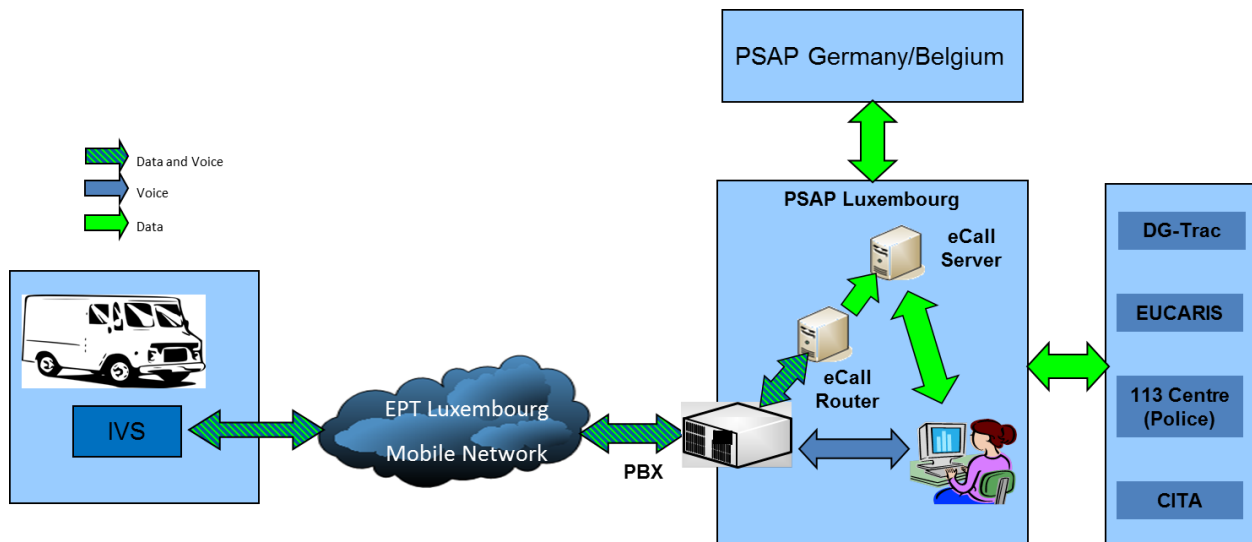 PSAP Germany/Belgium
Data and Voice
Voice
Data
PSAP Luxembourg
eCall
Server
eCall
Router
IVS
EPT Luxembourg
Mobile Network
PBX
DG-Trac
EUCARIS
113 Centre
(Police)
CITA